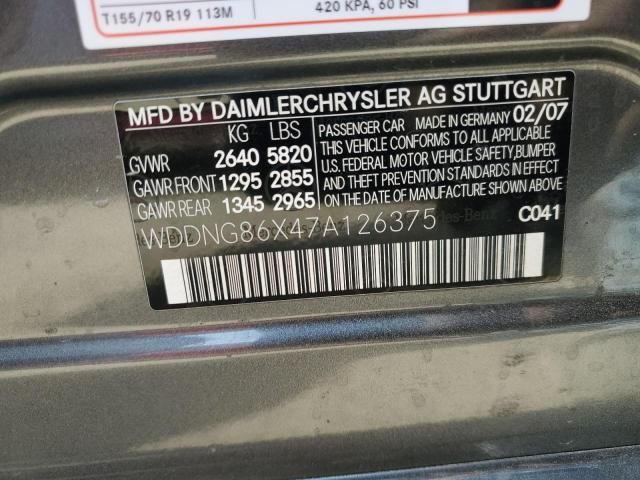 T155/70 R19 113M
420 KPA, 60 PSI
MFD BY DAIMLERCHRYSLER AG STUTTGART
KG LBS
GVWR 2640 5820
GAWR FRONT 1295 2855
GAWR REAR 1345 2965
PASSENGER CAR MADE IN GERMANY 02/07
THIS VEHICLE CONFORMS TO ALL APPLICABLE
U.S. FEDERAL MOTOR VEHICLE SAFETY,BUMPER
AND THEFT PREVENTION STANDARDS IN EFFECT
ON THE DATE OF MANUFACTURE SHOWN ABOVE.
WDDNG86X47A126375
C041